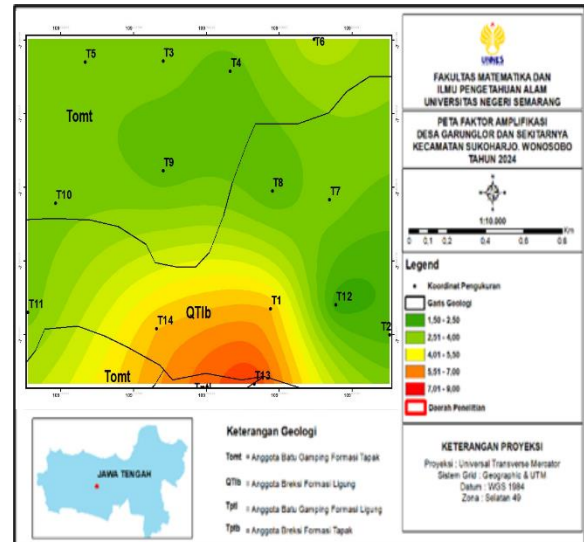 T5
T3
T4
T6
Tomt
T9
T8
T7
T10
T11
QTlb
T1
T12
T14
T2
Tomt
T13
UNNES
FAKULTAS MATEMATIKA DAN
ILMU PENGETAHUAN ALAM
UNIVERSITAS NEGERI SEMARANG
PETA FAKTOR AMPLIFIKASI
DESA GARUNGLOR DAN SEKITARNYA
KECAMATAN SUKOHARJO. WONOSOBO
TAHUN 2024
1:10.000
0 0,1 0,2 0,4 0,6 0,8
Km
Legend
Koordinat Pengukuran
Garis Geologi
1,50 - 2,50
2,51 - 4,00
4,01 - 5,50
5,51 - 7,00
7,01 - 9,00
Daerah Penelitian
KETERANGAN PROYEKSI
Proyeksi : Universal Transverse Mercator
Sistem Grid : Geographic & UTM
Datum : WGS 1984
Zona : Selatan 49
JAWA TENGAH
Keterangan Geologi
Tomt = Anggota Batu Gamping Formasi Tapak
QTlb = Anggota Breksi Formasi Ligung
Tptl = Anggota Batu Gamping Formasi Ligung
Tptb = Anggota Breksi Formasi Tapak